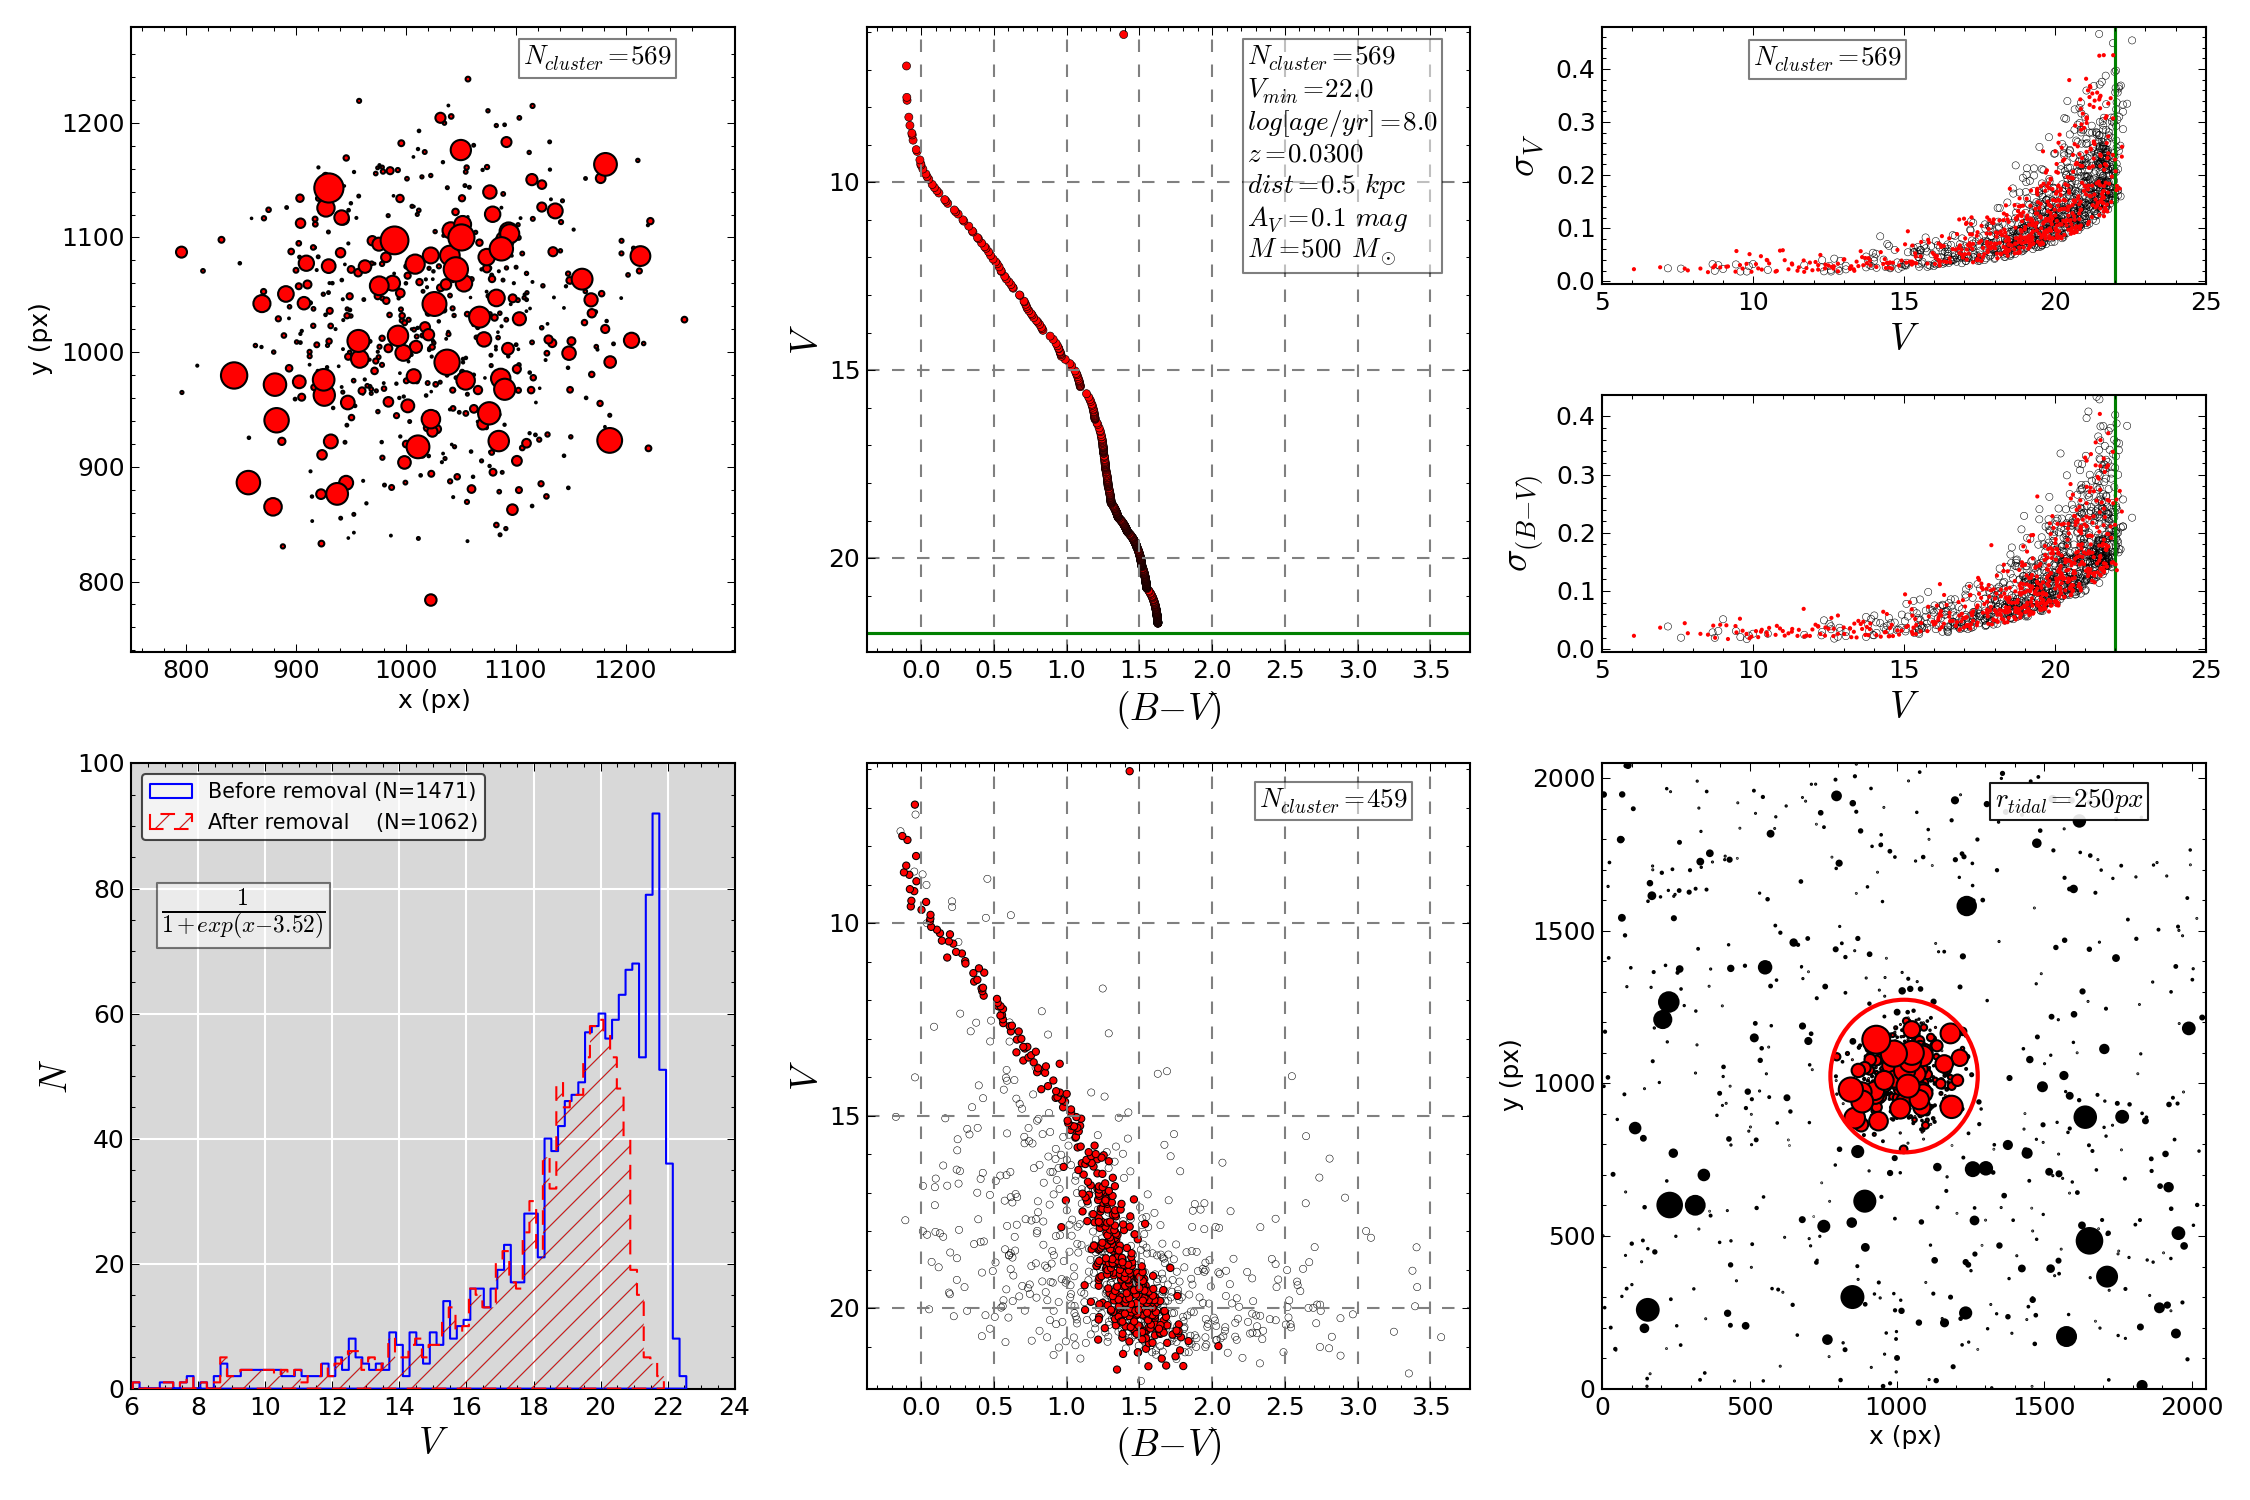 N_cluster=569
1200
1100
1000
900
800
y (px)
800 900 1000 1100 1200
x (px)
N_cluster=569
V_min=22.0
log[age/yr]=8.0
z=0.0300
dist=0.5 kpc
A_V=0.1 mag
M=500 M_⊙
10
15
20
V
0.0 0.5 1.0 1.5 2.0 2.5 3.0 3.5
(B−V)
N_cluster=569
0.4
0.3
0.2
0.1
0.0
σ_V
5 10 15 20 25
V
0.4
0.3
0.2
0.1
0.0
σ_(B−V)
5 10 15 20 25
V
100
80
60
40
20
0
N
Before removal (N=1471)
After removal (N=1062)
1
1+exp(x−3.52)
6 8 10 12 14 16 18 20 22 24
V
N_cluster=459
10
15
20
V
0.0 0.5 1.0 1.5 2.0 2.5 3.0 3.5
(B−V)
r_tidal=250px
2000
1500
1000
500
0
y (px)
0 500 1000 1500 2000
x (px)